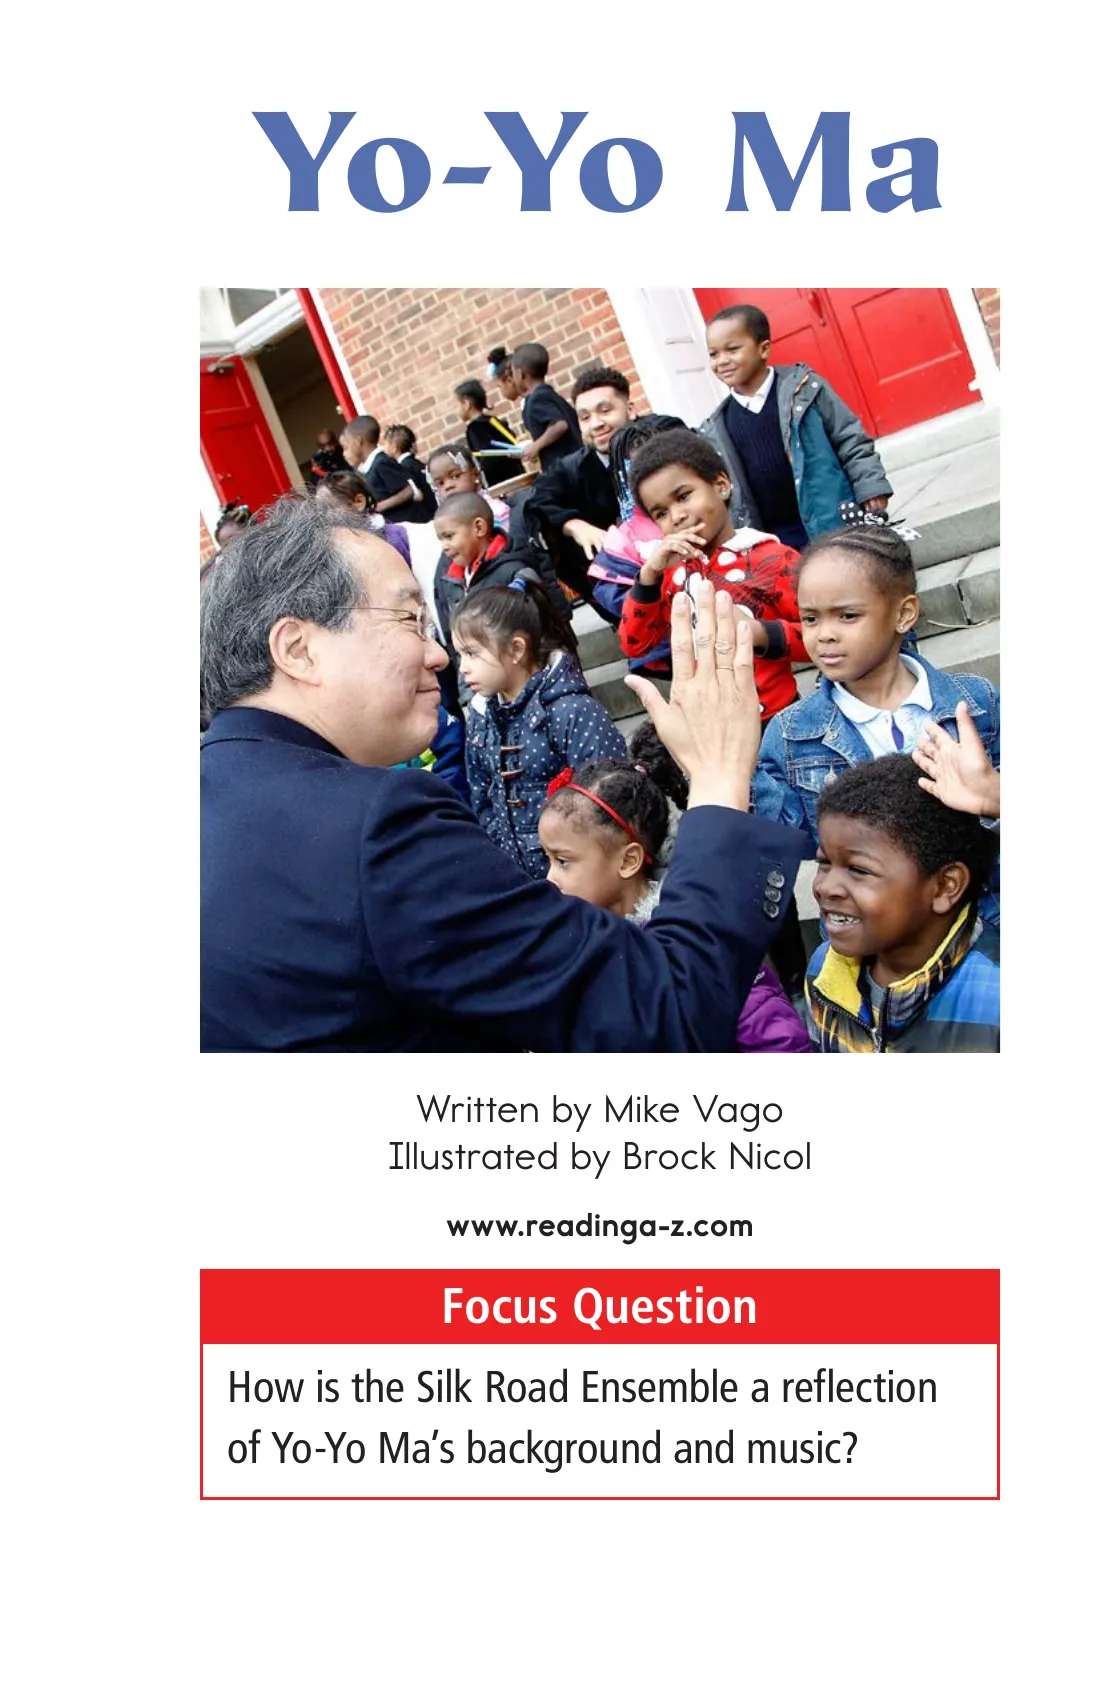 Yo-Yo Ma
Written by Mike Vago
Illustrated by Brock Nicol
www.readinga-z.com
Focus Question
How is the Silk Road Ensemble a reflection
of Yo-Yo Ma's background and music?